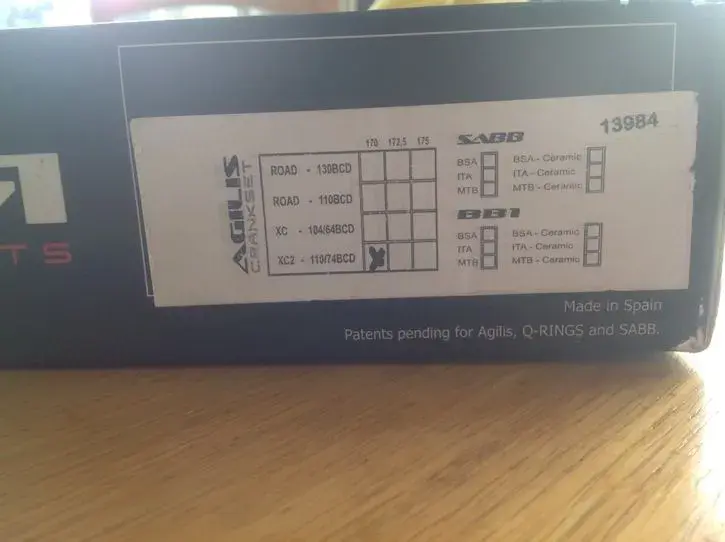 TS
AGILIS
CRANKSET
170 172,5 175
ROAD - 130BCD
ROAD - 110BCD
XC - 104/64BCD
XC2 - 110/74BCD
SABB
BSA
ITA
MTB
BSA - Ceramic
ITA - Ceramic
MTB - Ceramic
BB1
BSA
ITA
MTB
BSA - Ceramic
ITA - Ceramic
MTB - Ceramic
13984
Made in Spain
Patents pending for Agilis, Q-RINGS and SABB.